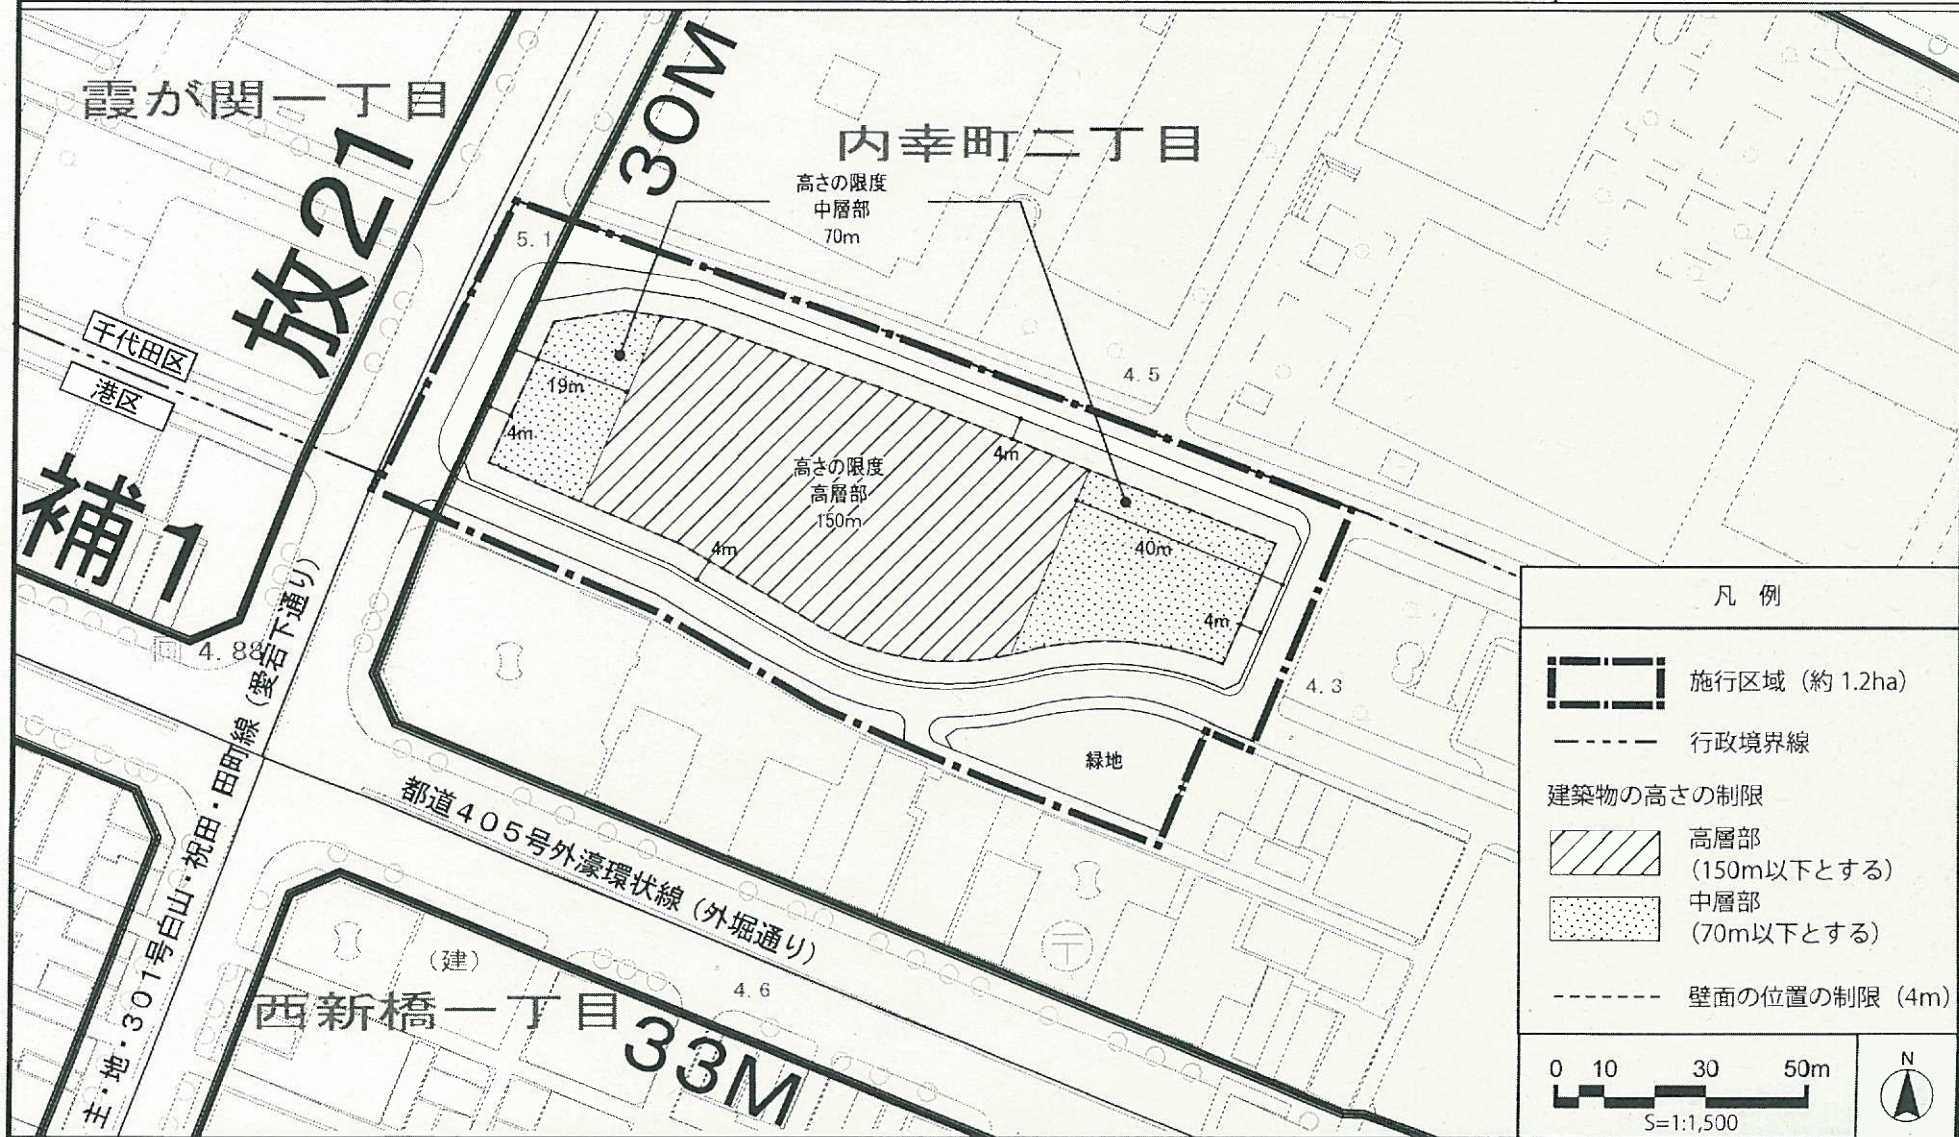 霞が関一丁目
放21
30M
内幸町二丁目
高さの限度
中層部
70m
5.1
4.5
千代田区
港区
19m
4m
4m
高さの限度
高層部
150m
4m
40m
4m
補1
4.88
4.3
緑地
主・地・301号白山・祝田・田町線（愛宕下通り）
都道405号外濠環状線（外堀通り）
（建）
西新橋一丁目
4.6
33M
凡 例
施行区域（約1.2ha）
行政境界線
建築物の高さの制限
高層部
(150m以下とする)
中層部
(70m以下とする)
壁面の位置の制限（4m）
0 10 30 50m
S=1:1,500
N